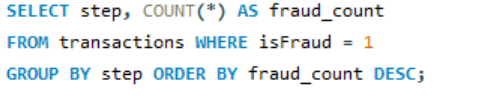 SELECT step, COUNT(*) AS fraud_count
FROM transactions WHERE isFraud = 1
GROUP BY step ORDER BY fraud_count DESC;